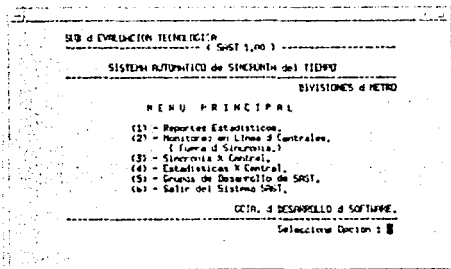 SUB d EVALUACION TECNOLOGICA
( SAST 1,00 )
SISTEMA AUTOMATICO de SINCRONIA del TIEMPO
DIVISIONES d METRO
M E N U   P R I N C I P A L
(1) - Reportes Estadisticos,
(2) - Monitoreo en Linea d Centrales,
( fuera d Sincronia,)
(3) - Sincronia X Central,
(4) - Estadisticas X Central,
(5) - Grupos de Desarrollo de SAST,
(6) - Salir del Sistema SAST,
GCIA, d DESARROLLO d SOFTWARE,
Seleccione Opcion :